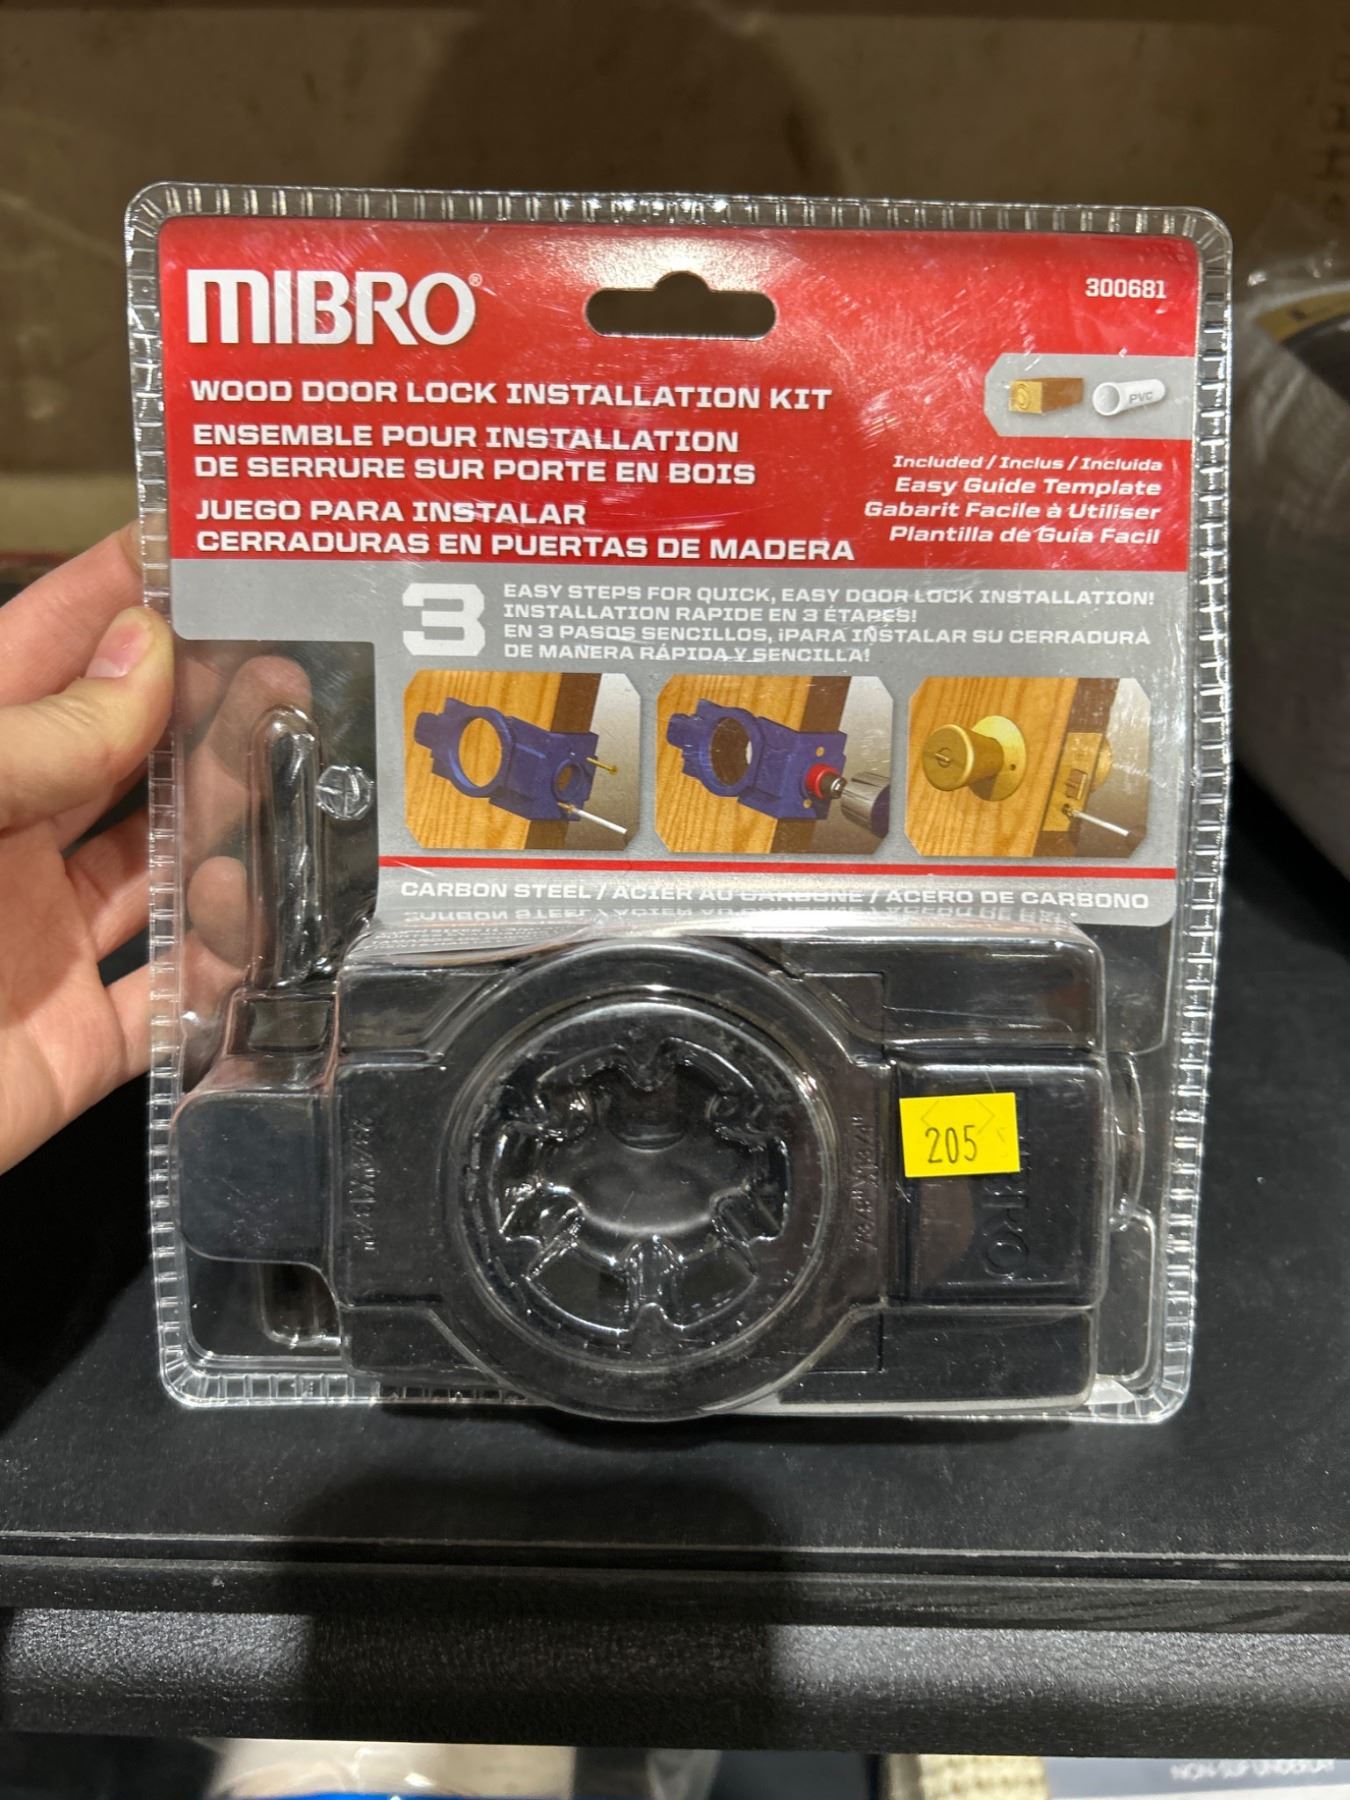 MIBRO®
300681
WOOD DOOR LOCK INSTALLATION KIT
ENSEMBLE POUR INSTALLATION
DE SERRURE SUR PORTE EN BOIS
JUEGO PARA INSTALAR
CERRADURAS EN PUERTAS DE MADERA
PVC
Included / Inclus / Incluida
Easy Guide Template
Gabarit Facile à Utiliser
Plantilla de Guia Facil
3
EASY STEPS FOR QUICK, EASY DOOR LOCK INSTALLATION!
INSTALLATION RAPIDE EN 3 ÉTAPES!
EN 3 PASOS SENCILLOS, ¡PARA INSTALAR SU CERRADURA
DE MANERA RÁPIDA Y SENCILLA!
CARBON STEEL / ACIER AU CARBONE / ACERO DE CARBONO
205